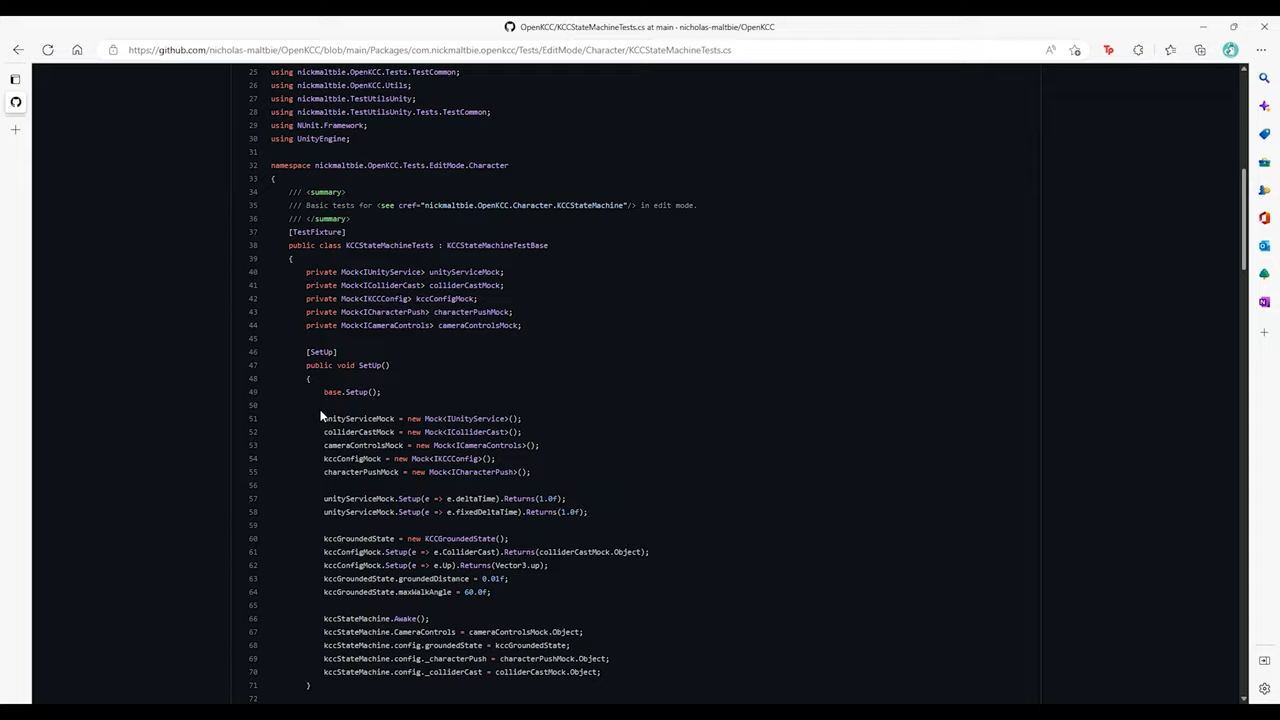 OpenKCC/KCCStateMachineTests.cs at main · nicholas-maltbie/OpenKCC
https://github.com/nicholas-maltbie/OpenKCC/blob/main/Packages/com.nickmaltbie.openkcc/Tests/EditMode/Character/KCCStateMachineTests.cs
25 using nickmaltbie.OpenKCC.Tests.TestCommon;
26 using nickmaltbie.OpenKCC.Utils;
27 using nickmaltbie.TestUtilsUnity;
28 using nickmaltbie.TestUtilsUnity.Tests.TestCommon;
29 using NUnit.Framework;
30 using UnityEngine;
31
32 namespace nickmaltbie.OpenKCC.Tests.EditMode.Character
33 {
34 /// <summary>
35 /// Basic tests for <see cref="nickmaltbie.OpenKCC.Character.KCCStateMachine"/> in edit mode.
36 /// </summary>
37 [TestFixture]
38 public class KCCStateMachineTests : KCCStateMachineTestBase
39 {
40 private Mock<IUnityService> unityServiceMock;
41 private Mock<IColliderCast> colliderCastMock;
42 private Mock<IKCCConfig> kccConfigMock;
43 private Mock<ICharacterPush> characterPushMock;
44 private Mock<ICameraControls> cameraControlsMock;
45
46 [SetUp]
47 public void SetUp()
48 {
49 base.Setup();
50
51 unityServiceMock = new Mock<IUnityService>();
52 colliderCastMock = new Mock<IColliderCast>();
53 cameraControlsMock = new Mock<ICameraControls>();
54 kccConfigMock = new Mock<IKCCConfig>();
55 characterPushMock = new Mock<ICharacterPush>();
56
57 unityServiceMock.Setup(e => e.deltaTime).Returns(1.0f);
58 unityServiceMock.Setup(e => e.fixedDeltaTime).Returns(1.0f);
59
60 kccGroundedState = new KCCGroundedState();
61 kccConfigMock.Setup(e => e.ColliderCast).Returns(colliderCastMock.Object);
62 kccConfigMock.Setup(e => e.Up).Returns(Vector3.up);
63 kccGroundedState.groundedDistance = 0.01f;
64 kccGroundedState.maxWalkAngle = 60.0f;
65
66 kccStateMachine.Awake();
67 kccStateMachine.CameraControls = cameraControlsMock.Object;
68 kccStateMachine.config.groundedState = kccGroundedState;
69 kccStateMachine.config._characterPush = characterPushMock.Object;
70 kccStateMachine.config._colliderCast = colliderCastMock.Object;
71 }
72